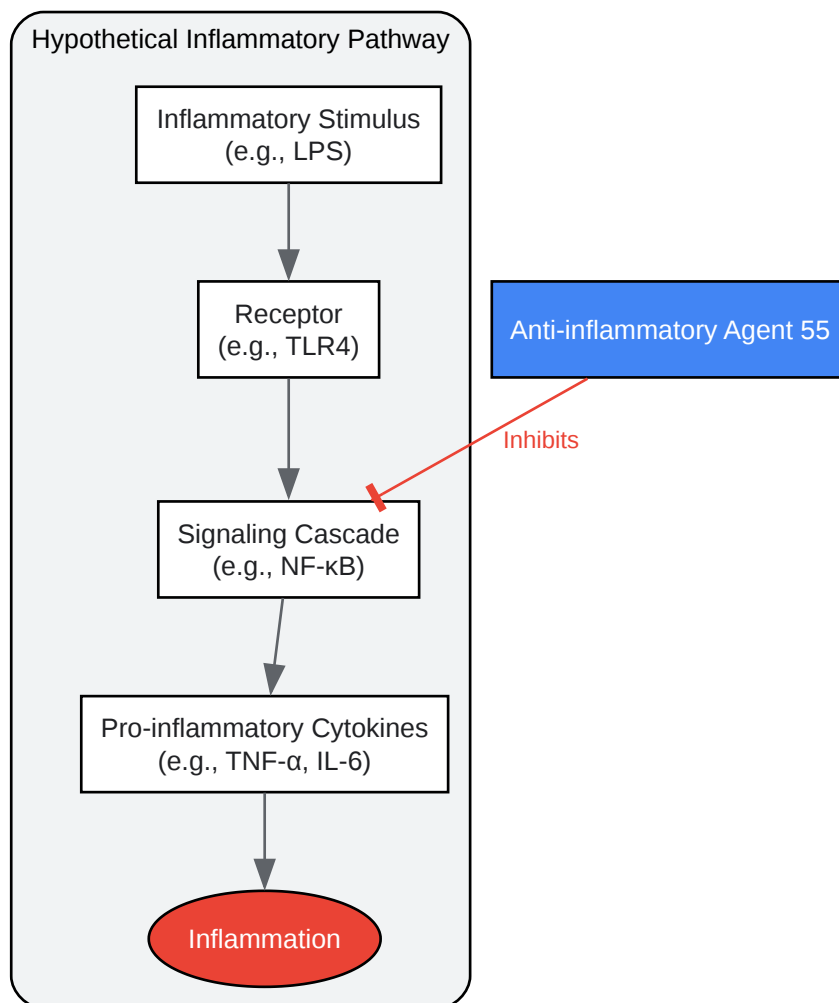 Hypothetical Inflammatory Pathway
Inflammatory Stimulus
(e.g., LPS)
Receptor
(e.g., TLR4)
Anti-inflammatory Agent 55
Inhibits
Signaling Cascade
(e.g., NF-κB)
Pro-inflammatory Cytokines
(e.g., TNF-α, IL-6)
Inflammation